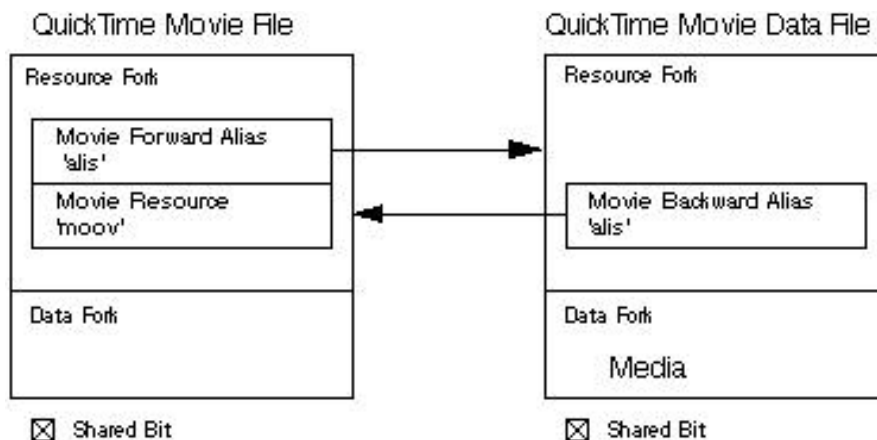 QuickTime Movie File
Resource Fork
Movie Forward Alias
'alis'
Movie Resource
'moov'
Data Fork
Shared Bit
QuickTime Movie Data File
Resource Fork
Movie Backward Alias
'alis'
Data Fork
Media
Shared Bit